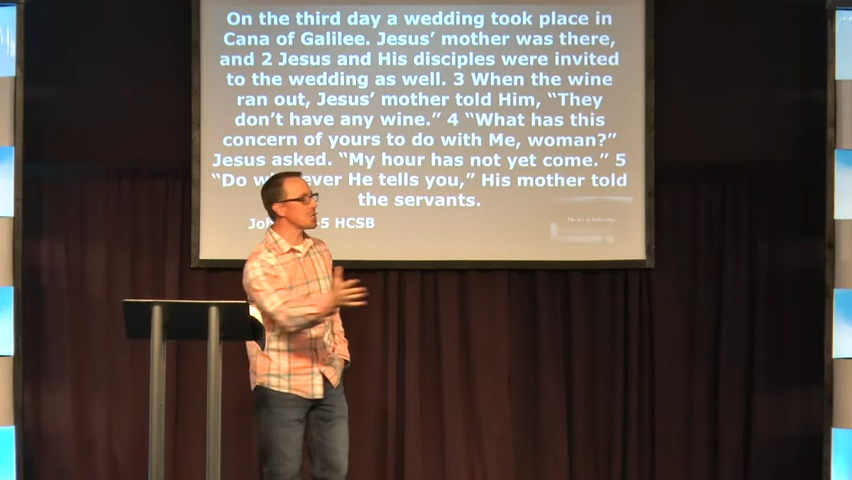 On the third day a wedding took place in
Cana of Galilee. Jesus’ mother was there,
and 2 Jesus and His disciples were invited
to the wedding as well. 3 When the wine
ran out, Jesus’ mother told Him, “They
don’t have any wine.” 4 “What has this
concern of yours to do with Me, woman?”
Jesus asked. “My hour has not yet come.” 5
“Do wh ever He tells you,” His mother told
the servants.
Joh 5 HCSB